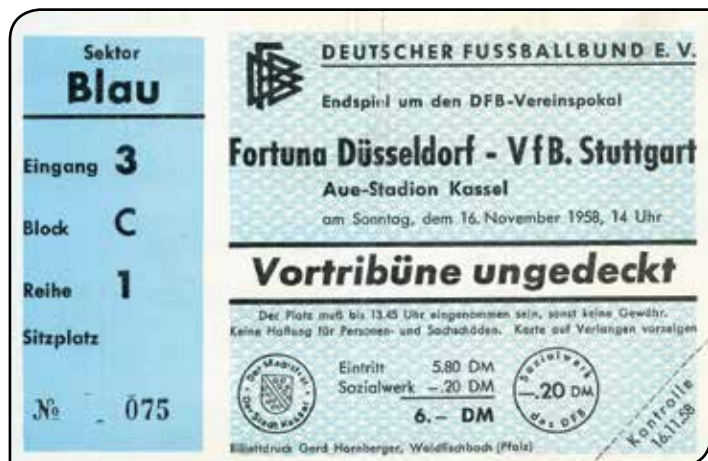 Sektor
Blau
Eingang 3
Block C
Reihe 1
Sitzplatz
№ 075
DEUTSCHER FUSSBALLBUND E. V.
Endspiel um den DFB-Vereinspokal
Fortuna Düsseldorf - VfB. Stuttgart
Aue-Stadion Kassel
am Sonntag, dem 16. November 1958, 14 Uhr
Vortribüne ungedeckt
Der Platz muß bis 13.45 Uhr eingenommen sein, sonst keine Gewähr.
Keine Haftung für Personen- und Sachschäden. Karte auf Verlangen vorzeigen
Der Magistrat
Der Stadt Kassel
Eintritt 5.80 DM
Sozialwerk –.20 DM
6.– DM
Sozialwerk
–.20 DM
des DFB
Kontrolle
16.11.58
Billettdruck Gerd Hornberger, Waldfischbach (Pfalz)